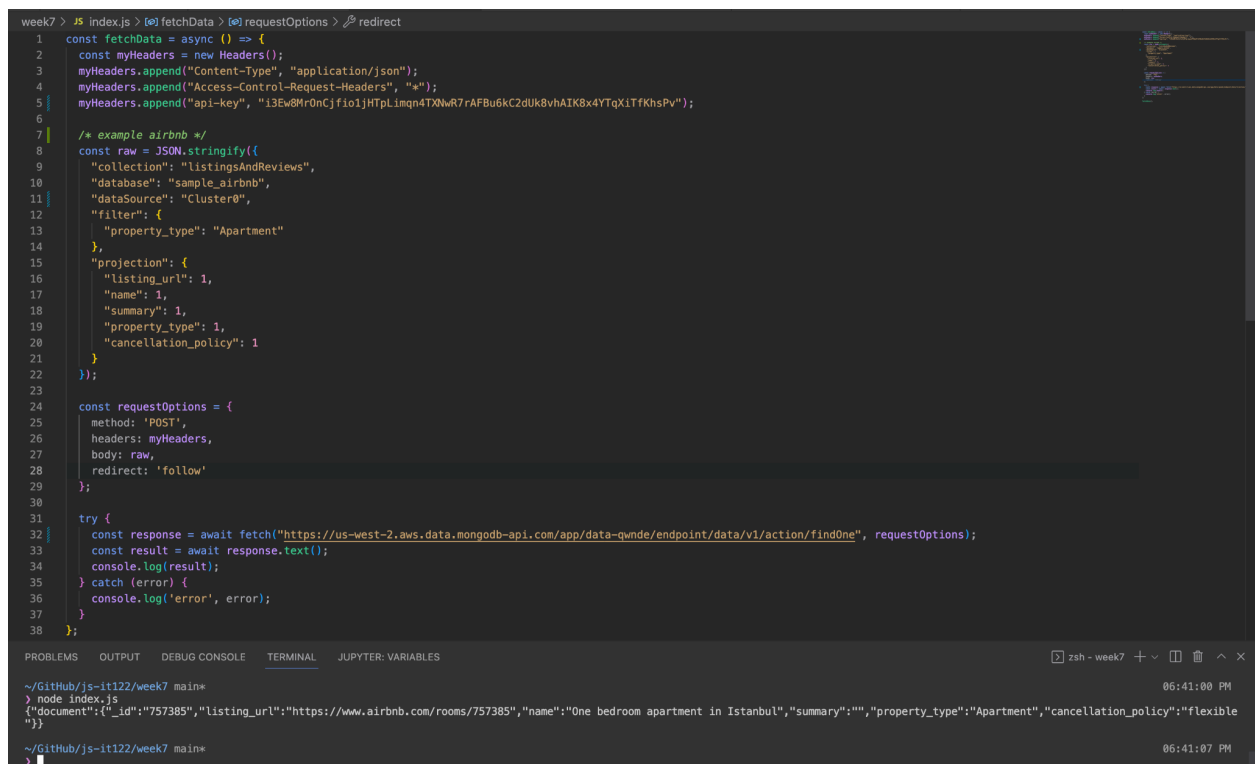 week7 > JS index.js > fetchData > requestOptions > redirect
1 const fetchData = async () => {
2 const myHeaders = new Headers();
3 myHeaders.append("Content-Type", "application/json");
4 myHeaders.append("Access-Control-Request-Headers", "*");
5 myHeaders.append("api-key", "i3Ew8MrOnCjfio1jHTpLimqn4TXNwR7rAFBu6kC2dUk8vhAIK8x4YTqXiTfKhsPv");
6
7 /* example airbnb */
8 const raw = JSON.stringify({
9 "collection": "listingsAndReviews",
10 "database": "sample_airbnb",
11 "dataSource": "Cluster0",
12 "filter": {
13 "property_type": "Apartment"
14 },
15 "projection": {
16 "listing_url": 1,
17 "name": 1,
18 "summary": 1,
19 "property_type": 1,
20 "cancellation_policy": 1
21 }
22 });
23
24 const requestOptions = {
25 method: 'POST',
26 headers: myHeaders,
27 body: raw,
28 redirect: 'follow'
29 };
30
31 try {
32 const response = await fetch("https://us-west-2.aws.data.mongodb-api.com/app/data-qwnde/endpoint/data/v1/action/findOne", requestOptions);
33 const result = await response.text();
34 console.log(result);
35 } catch (error) {
36 console.log('error', error);
37 }
38 };
PROBLEMS OUTPUT DEBUG CONSOLE TERMINAL JUPYTER: VARIABLES zsh - week7
~/GitHub/js-it122/week7 main* 06:41:00 PM
❯ node index.js
{"document":{"_id":"757385","listing_url":"https://www.airbnb.com/rooms/757385","name":"One bedroom apartment in Istanbul","summary":"","property_type":"Apartment","cancellation_policy":"flexible
"}}
~/GitHub/js-it122/week7 main* 06:41:07 PM
❯